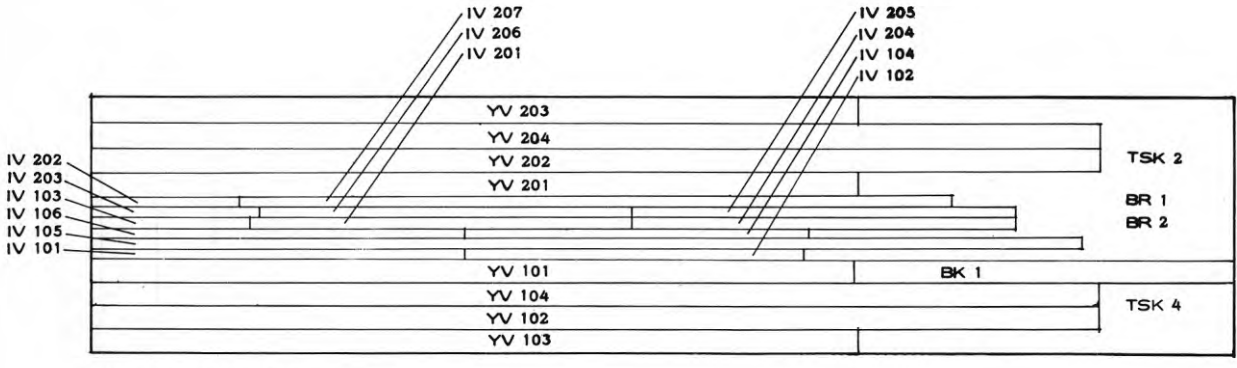 IV 207
IV 206
IV 201
IV 205
IV 204
IV 104
IV 102
YV 203
YV 204
YV 202
TSK 2
YV 201
IV 202
IV 203
IV 103
IV 106
IV 105
IV 101
BR 1
BR 2
YV 101
BK 1
YV 104
YV 102
TSK 4
YV 103